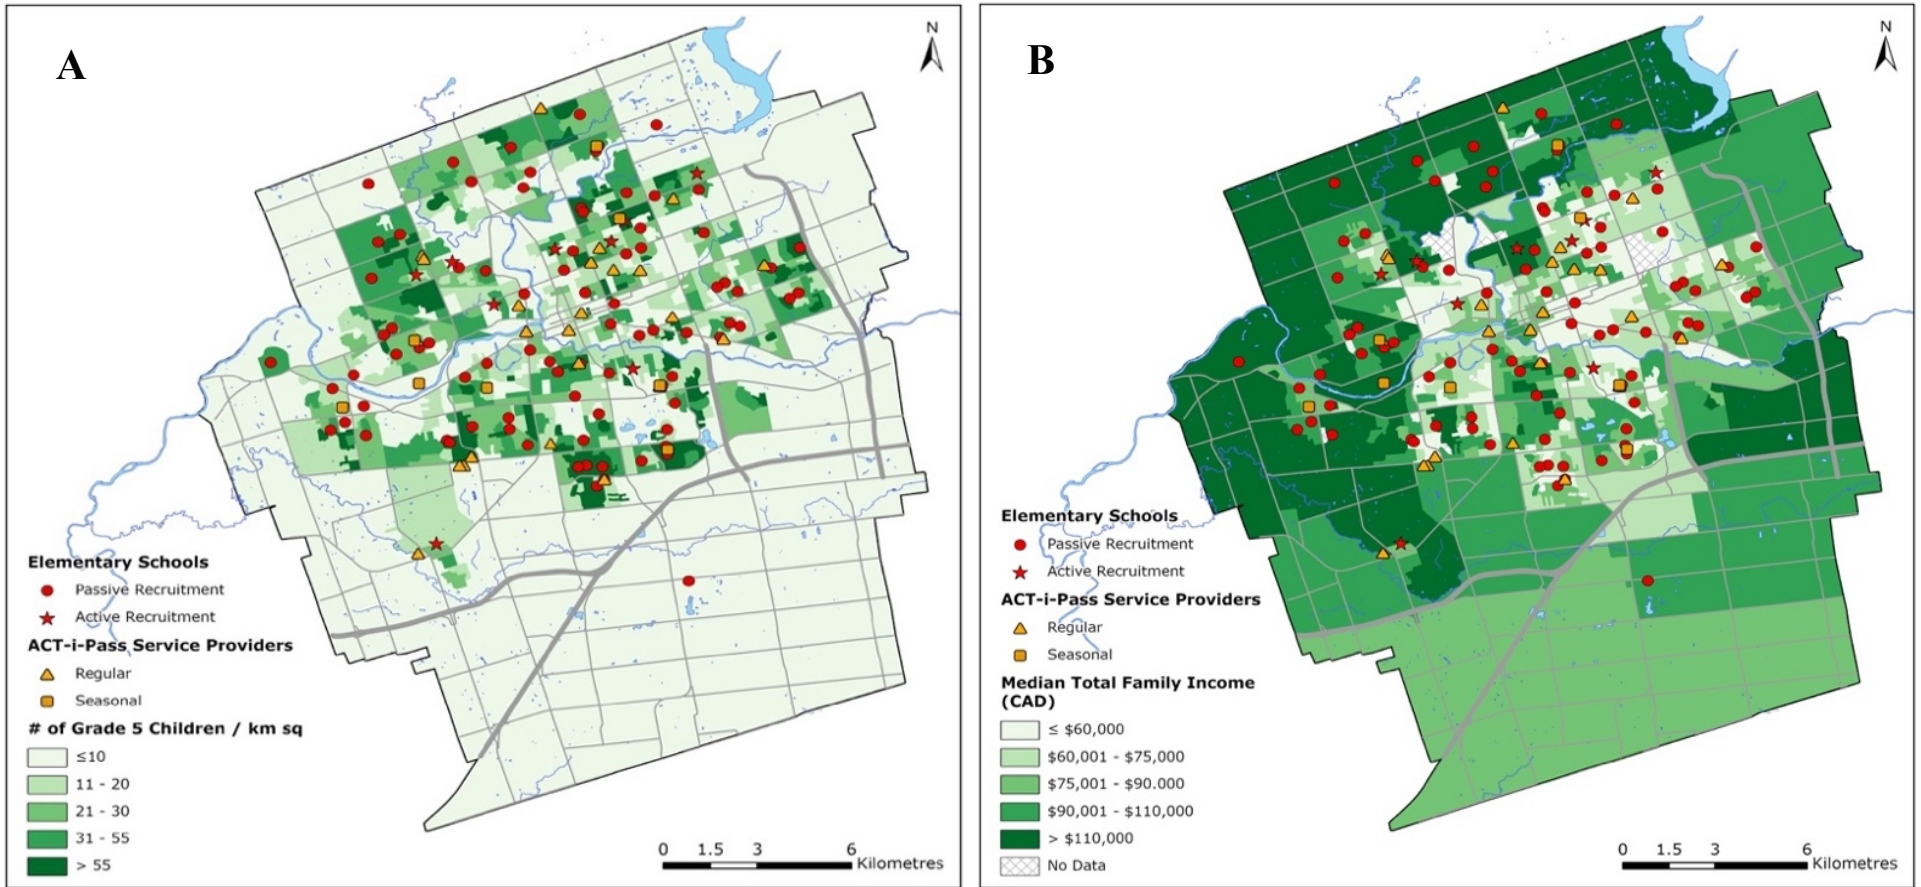 A
N
Elementary Schools
Passive Recruitment
Active Recruitment
ACT-i-Pass Service Providers
Regular
Seasonal
# of Grade 5 Children / km sq
≤10
11 - 20
21 - 30
31 - 55
> 55
0 1.5 3 6
Kilometres
B
N
Elementary Schools
Passive Recruitment
Active Recruitment
ACT-i-Pass Service Providers
Regular
Seasonal
Median Total Family Income
(CAD)
≤ $60,000
$60,001 - $75,000
$75,001 - $90.000
$90,001 - $110,000
> $110,000
No Data
0 1.5 3 6
Kilometres